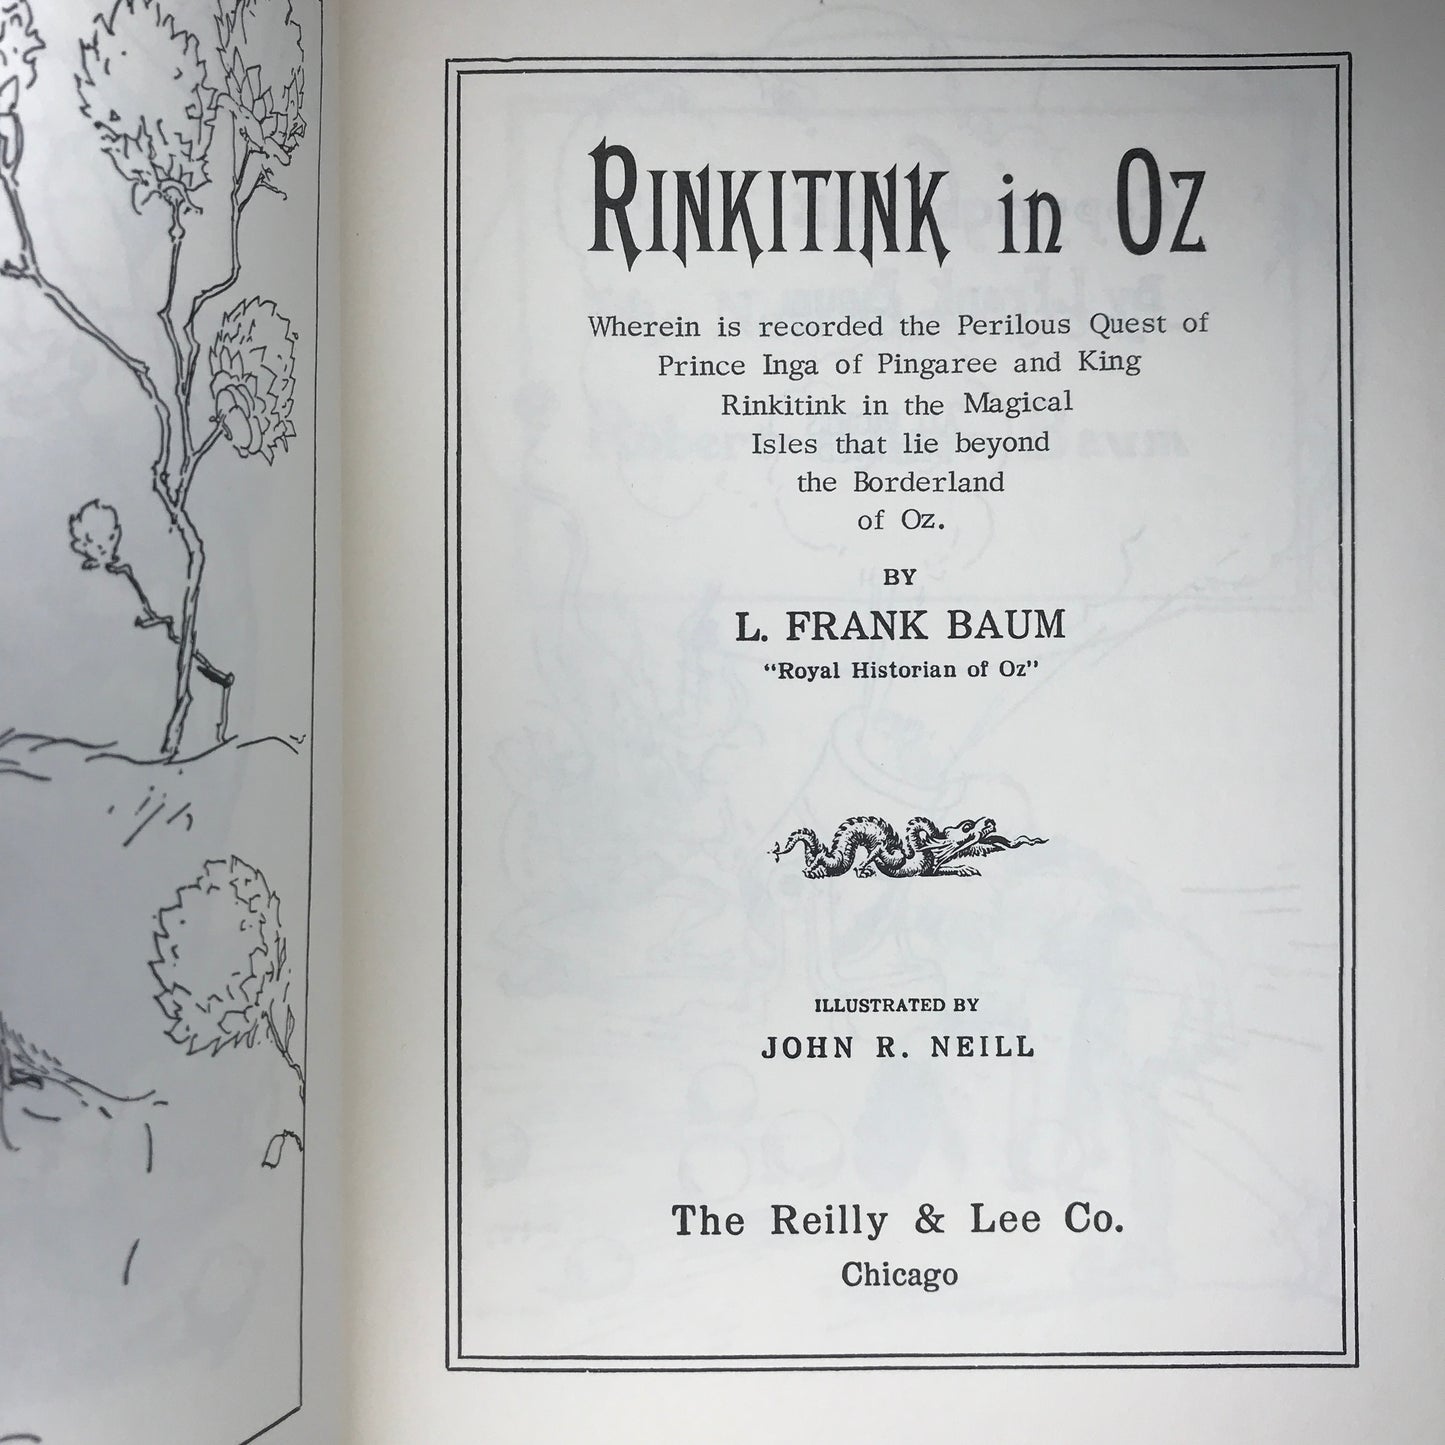 RINKITINK in OZ
Wherein is recorded the Perilous Quest of
Prince Inga of Pingaree and King
Rinkitink in the Magical
Isles that lie beyond
the Borderland
of Oz.
BY
L. FRANK BAUM
"Royal Historian of Oz"
ILLUSTRATED BY
JOHN R. NEILL
The Reilly & Lee Co.
Chicago